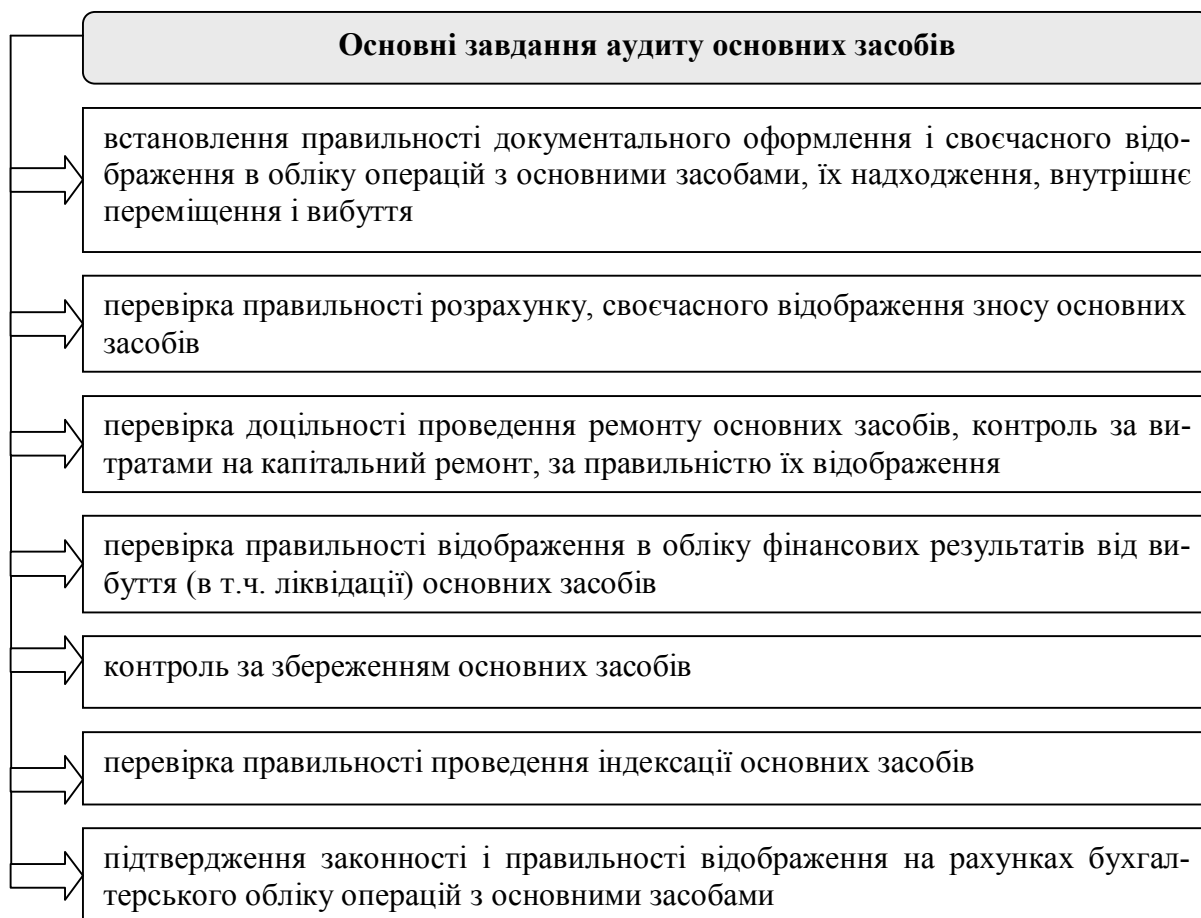 Основні завдання аудиту основних засобів
встановлення правильності документального оформлення і своєчасного відо-
браження в обліку операцій з основними засобами, їх надходження, внутрішнє
переміщення і вибуття
перевірка правильності розрахунку, своєчасного відображення зносу основних
засобів
перевірка доцільності проведення ремонту основних засобів, контроль за ви-
тратами на капітальний ремонт, за правильністю їх відображення
перевірка правильності відображення в обліку фінансових результатів від ви-
буття (в т.ч. ліквідації) основних засобів
контроль за збереженням основних засобів
перевірка правильності проведення індексації основних засобів
підтвердження законності і правильності відображення на рахунках бухгал-
терського обліку операцій з основними засобами